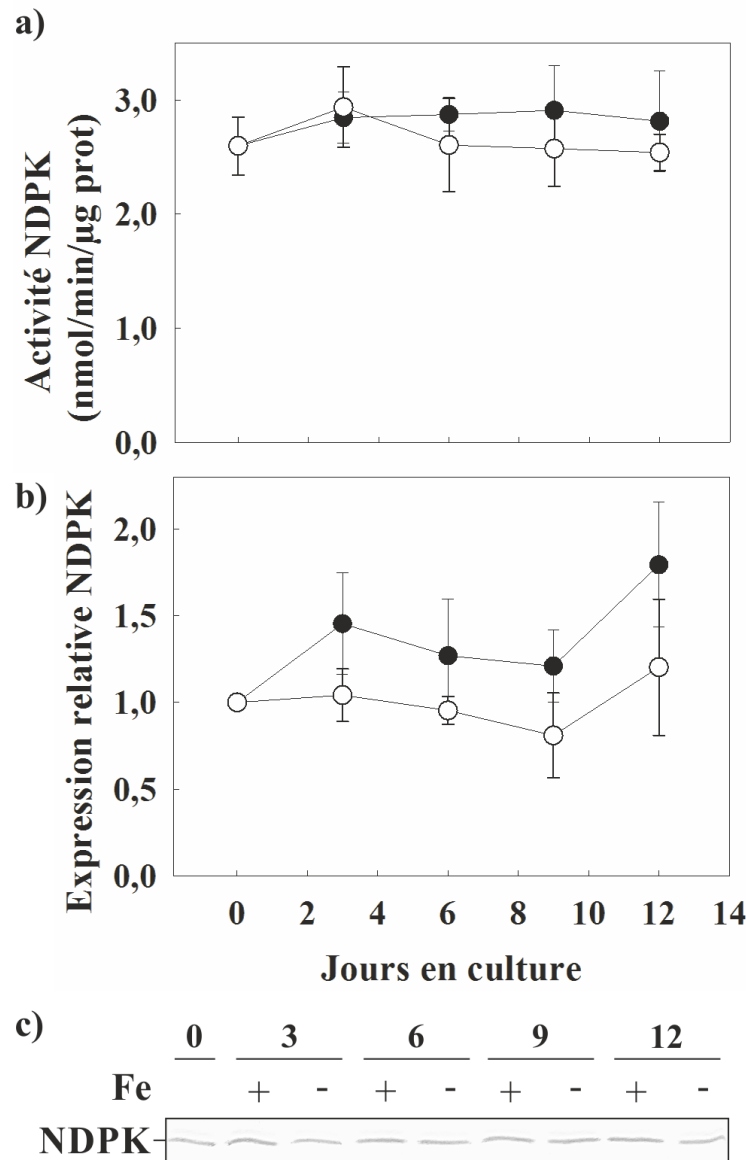 a)
Activité NDPK
(nmol/min/µg prot)
3,0
2,0
1,0
0,0
b)
Expression relative NDPK
2,0
1,5
1,0
0,5
0,0
0 2 4 6 8 10 12 14
Jours en culture
c)
0 3 6 9 12
Fe + - + - + - + -
NDPK